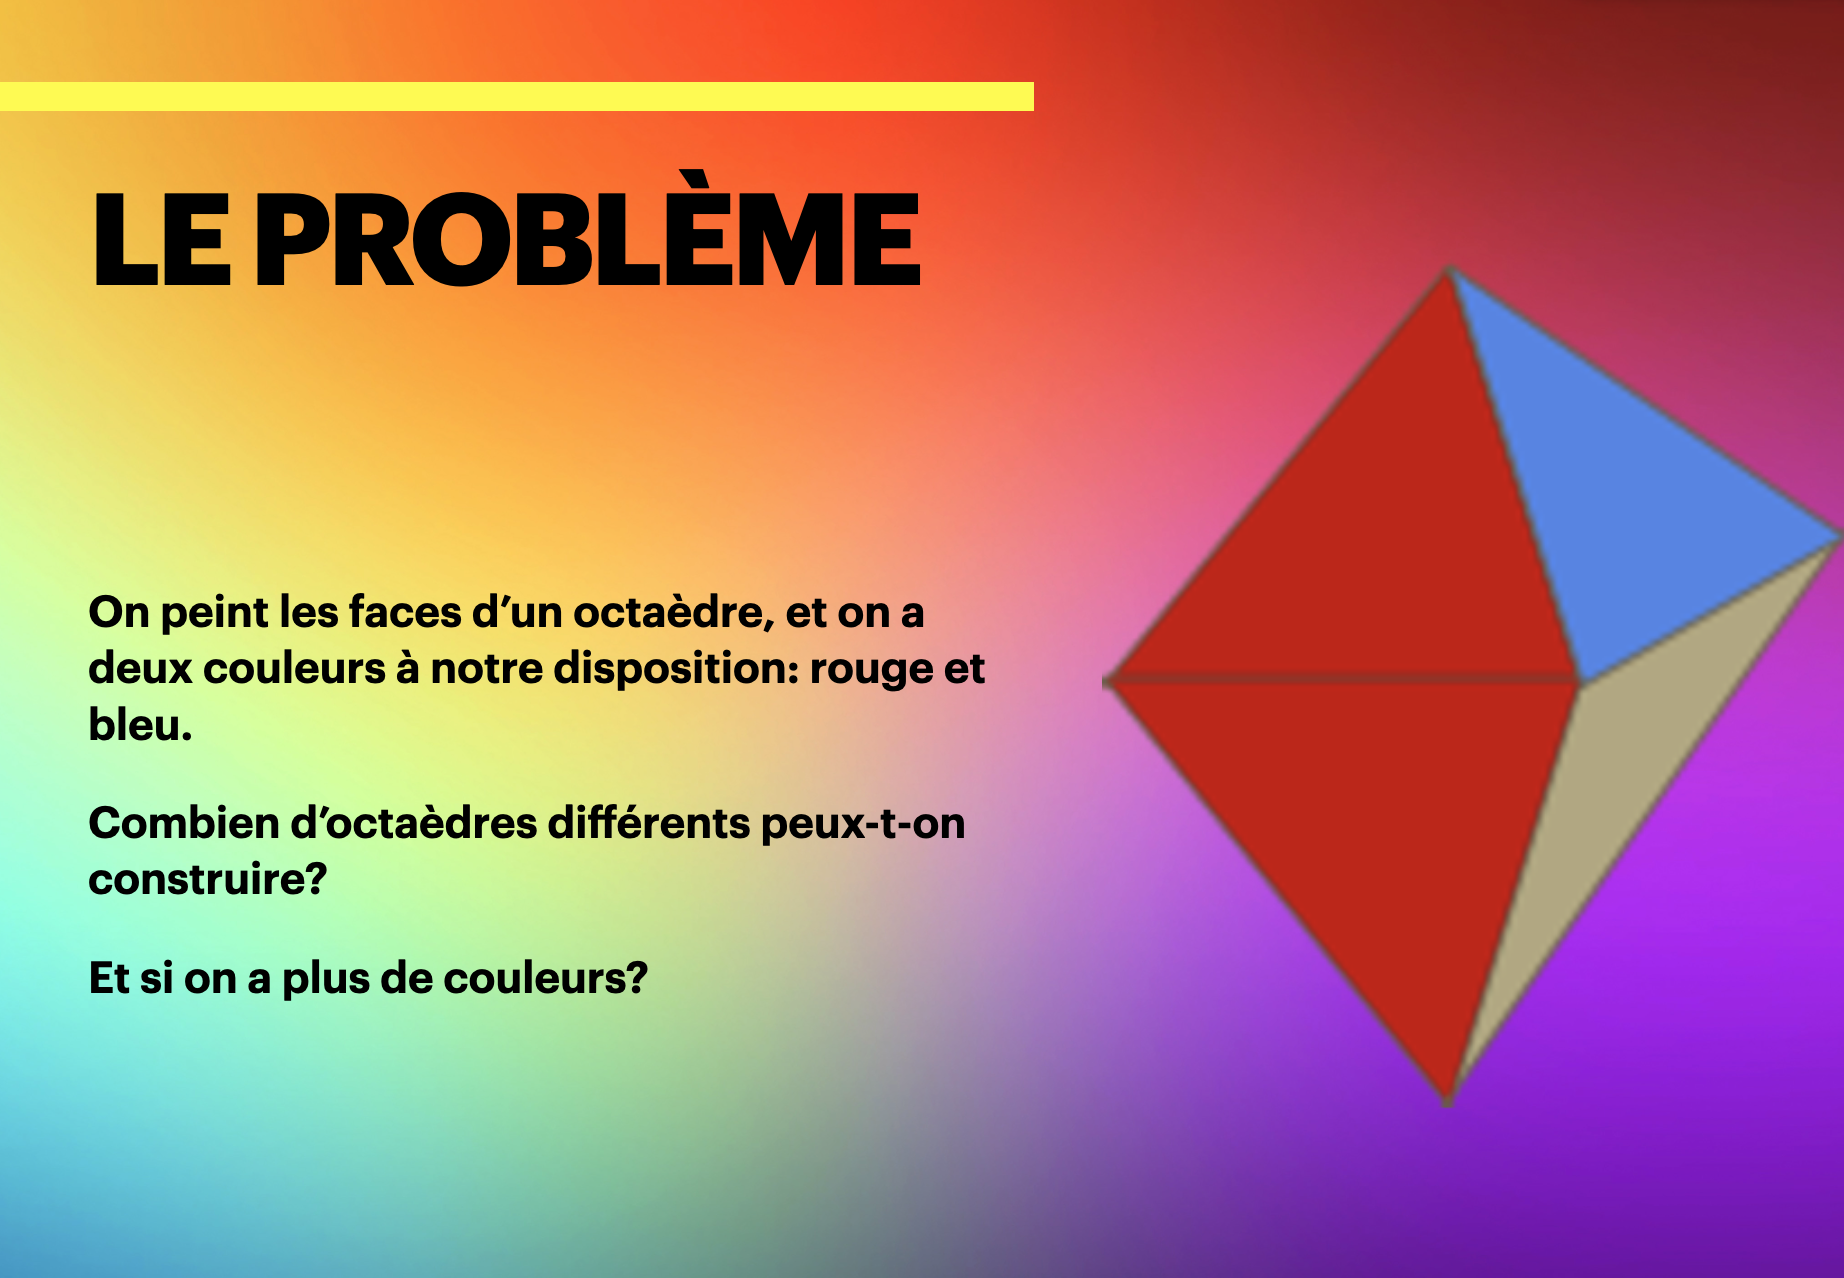 LE PROBLÈME
On peint les faces d’un octaèdre, et on a
deux couleurs à notre disposition: rouge et
bleu.
Combien d’octaèdres différents peux-t-on
construire?
Et si on a plus de couleurs?